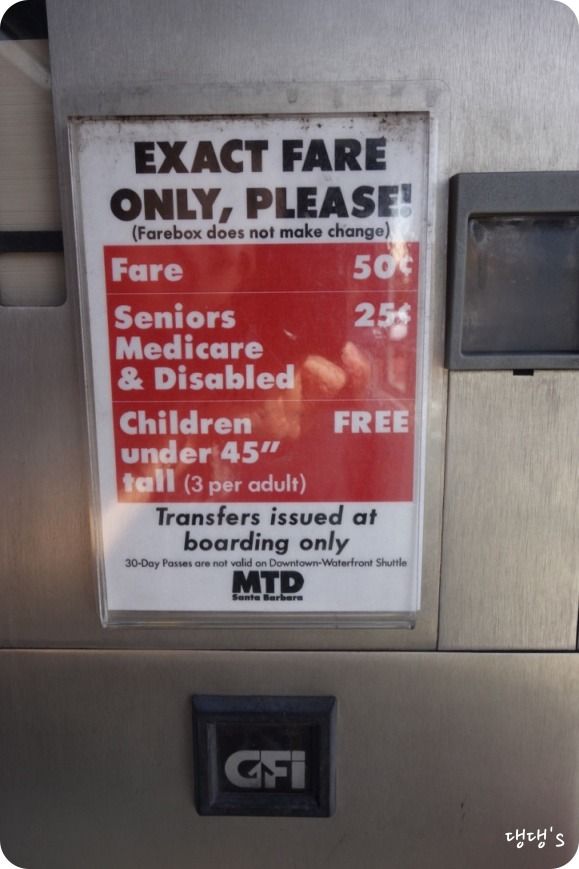 EXACT FARE
ONLY, PLEASE!
(Farebox does not make change)
Fare 50¢
Seniors 25¢
Medicare
& Disabled
Children FREE
under 45"
tall (3 per adult)
Transfers issued at
boarding only
30-Day Passes are not valid on Downtown-Waterfront Shuttle
MTD
Santa Barbara
GFi
댕댕's